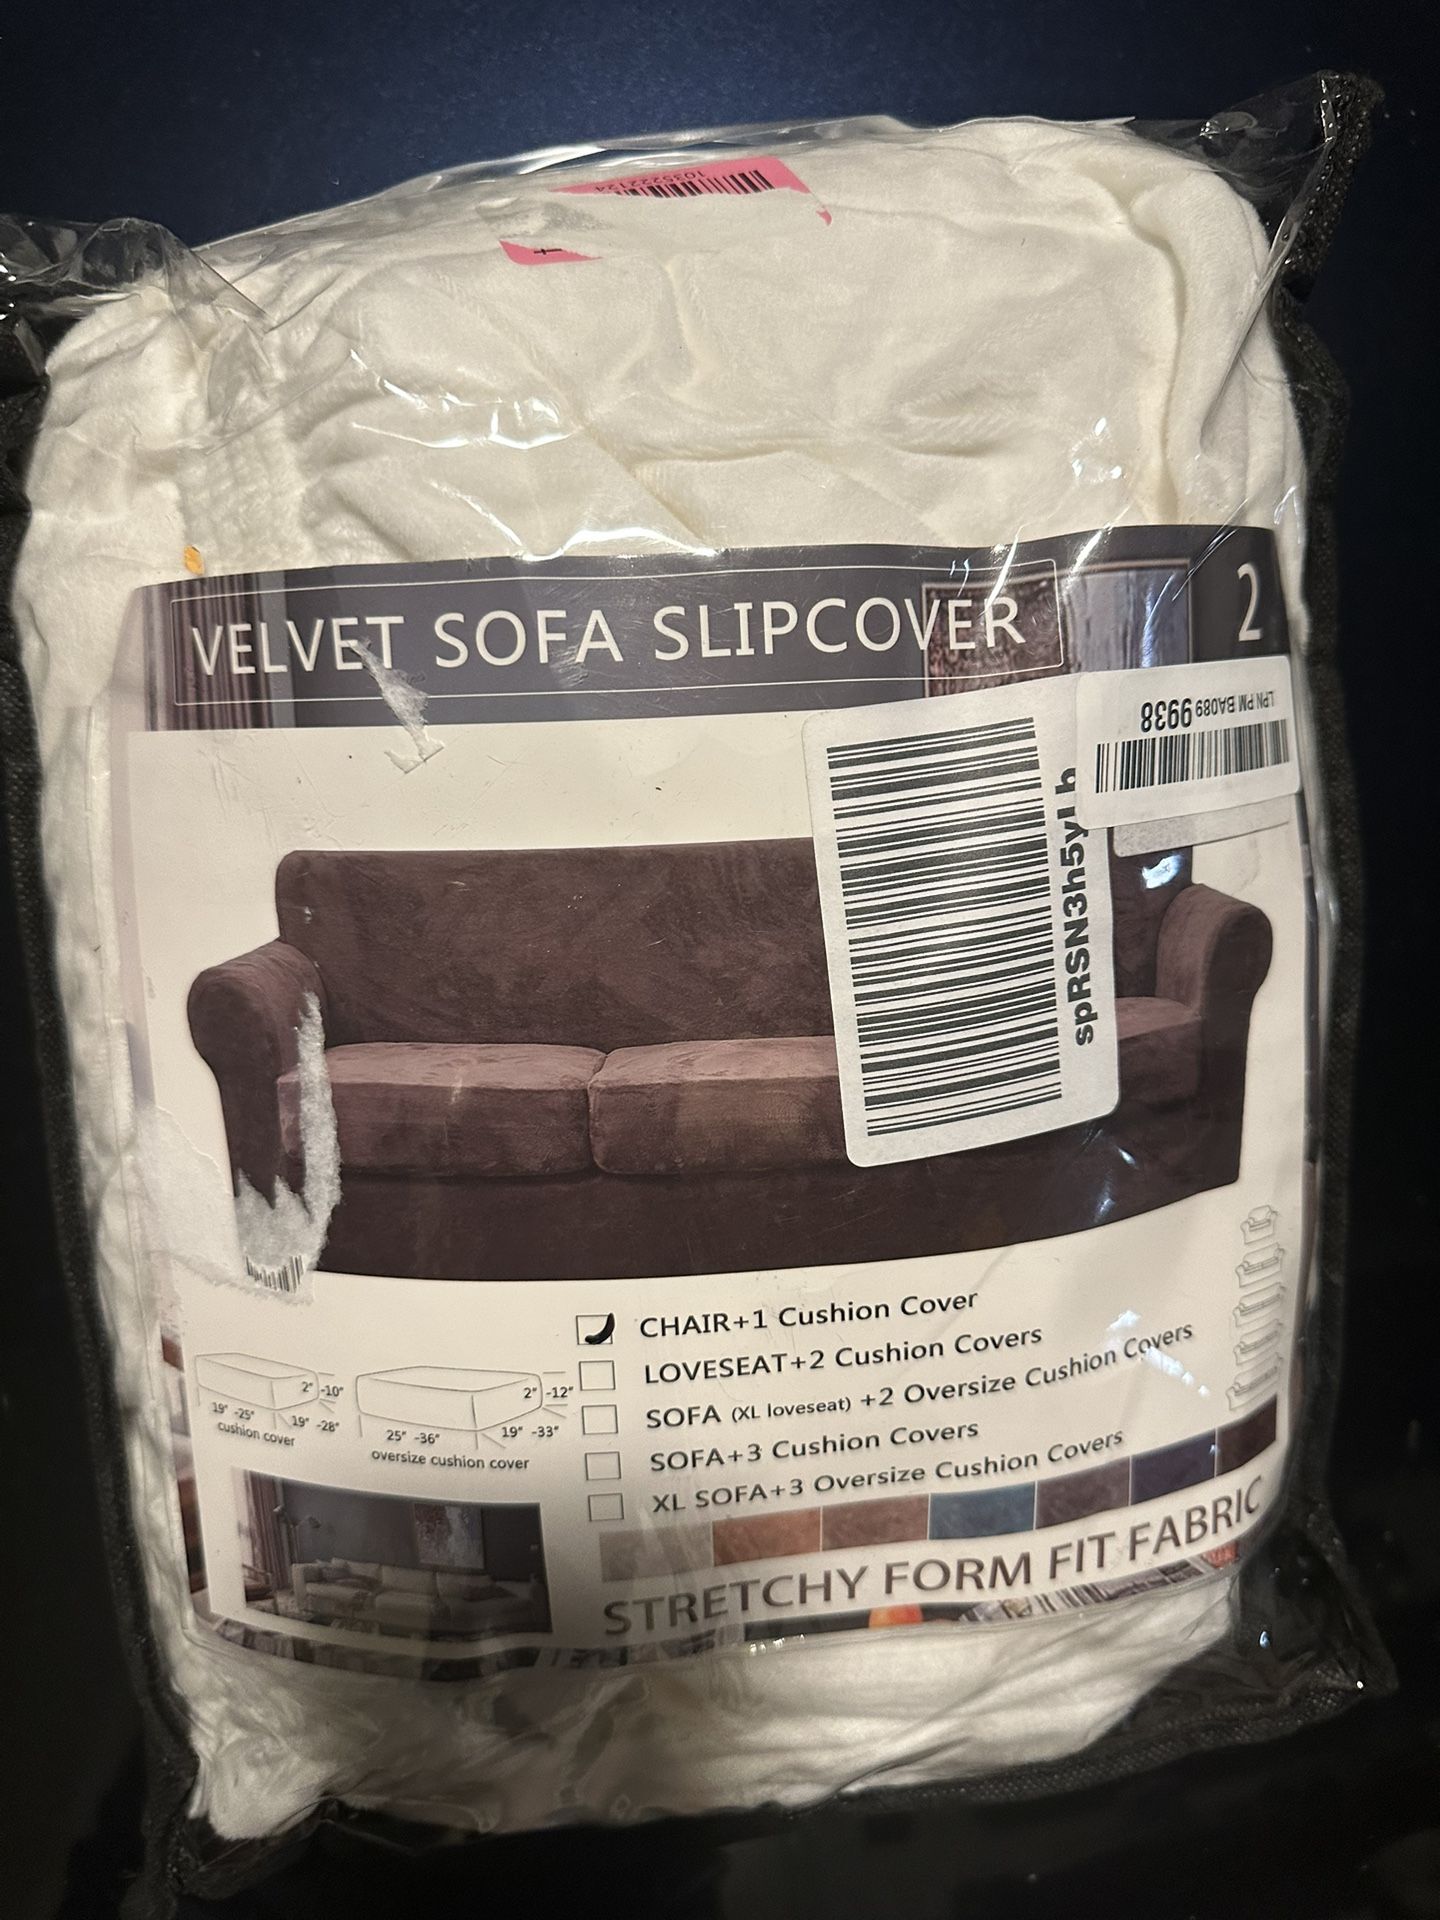 1035222124
VELVET SOFA SLIPCOVER
2
LPN PM BA089 9938
spRSN3h5yLb
CHAIR+1 Cushion Cover
LOVESEAT+2 Cushion Covers
SOFA (XL loveseat) +2 Oversize Cushion Covers
SOFA+3 Cushion Covers
XL SOFA+3 Oversize Cushion Covers
2" -10"
19" -25"
19" -28"
cushion cover
2" -12"
25" -36"
19" -33"
oversize cushion cover
STRETCHY FORM FIT FABRIC